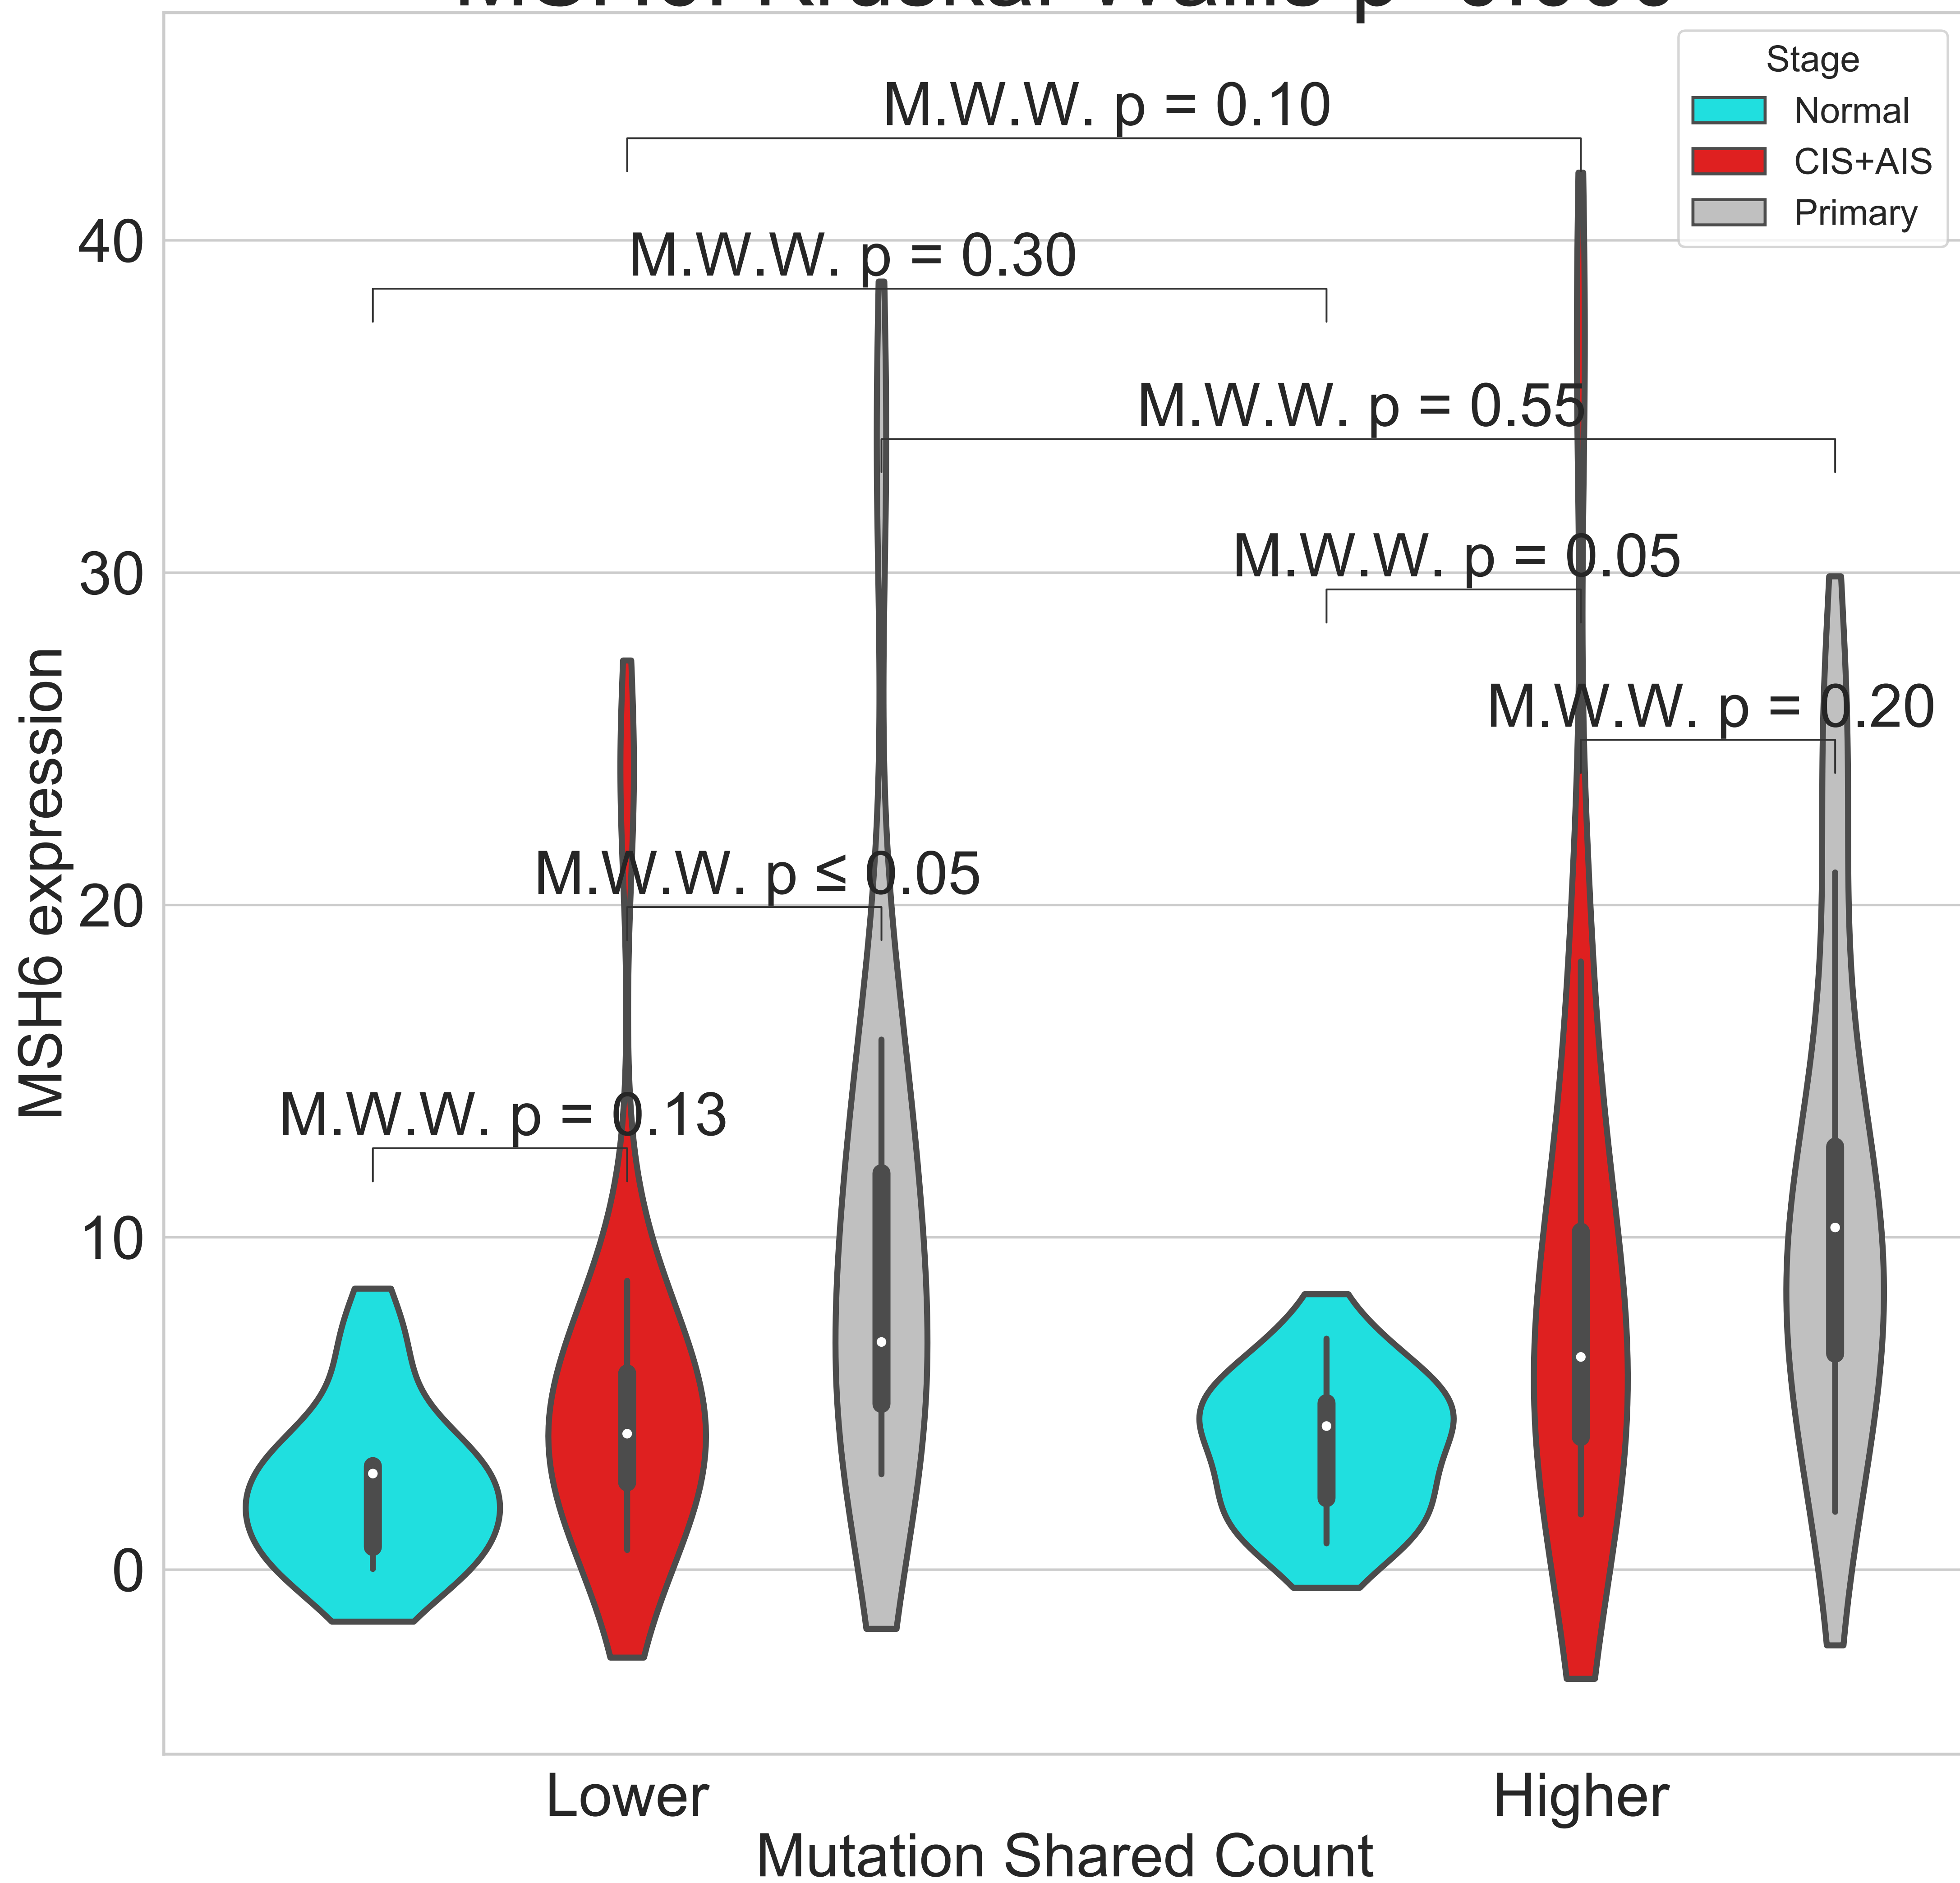 Stage
Normal
CIS+AIS
Primary
M.W.W. p = 0.10
M.W.W. p = 0.30
M.W.W. p = 0.55
M.W.W. p = 0.05
M.W.W. p = 0.20
M.W.W. p ≤ 0.05
M.W.W. p = 0.13
40
30
20
10
0
MSH6 expression
Lower
Higher
Mutation Shared Count